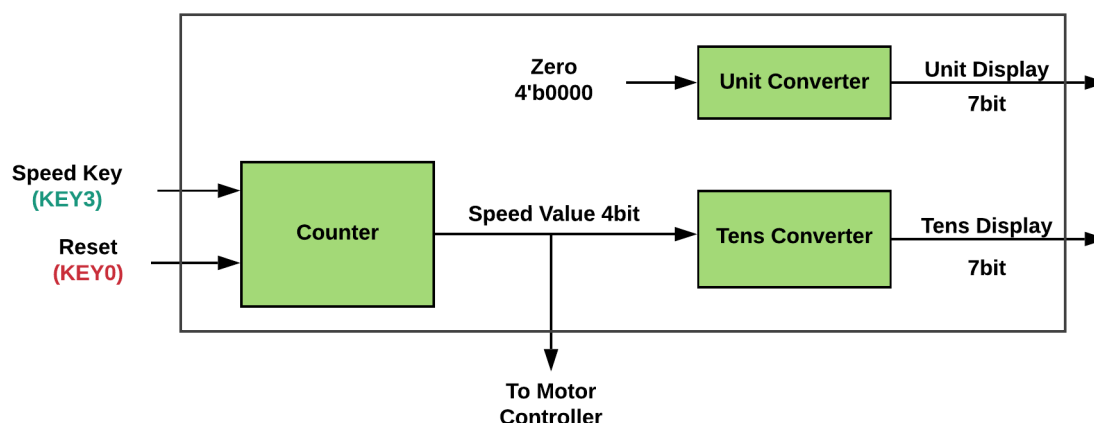 Zero
4'b0000
Unit Converter
Unit Display
7bit
Speed Key
(KEY3)
Reset
(KEY0)
Counter
Speed Value 4bit
Tens Converter
Tens Display
7bit
To Motor
Controller